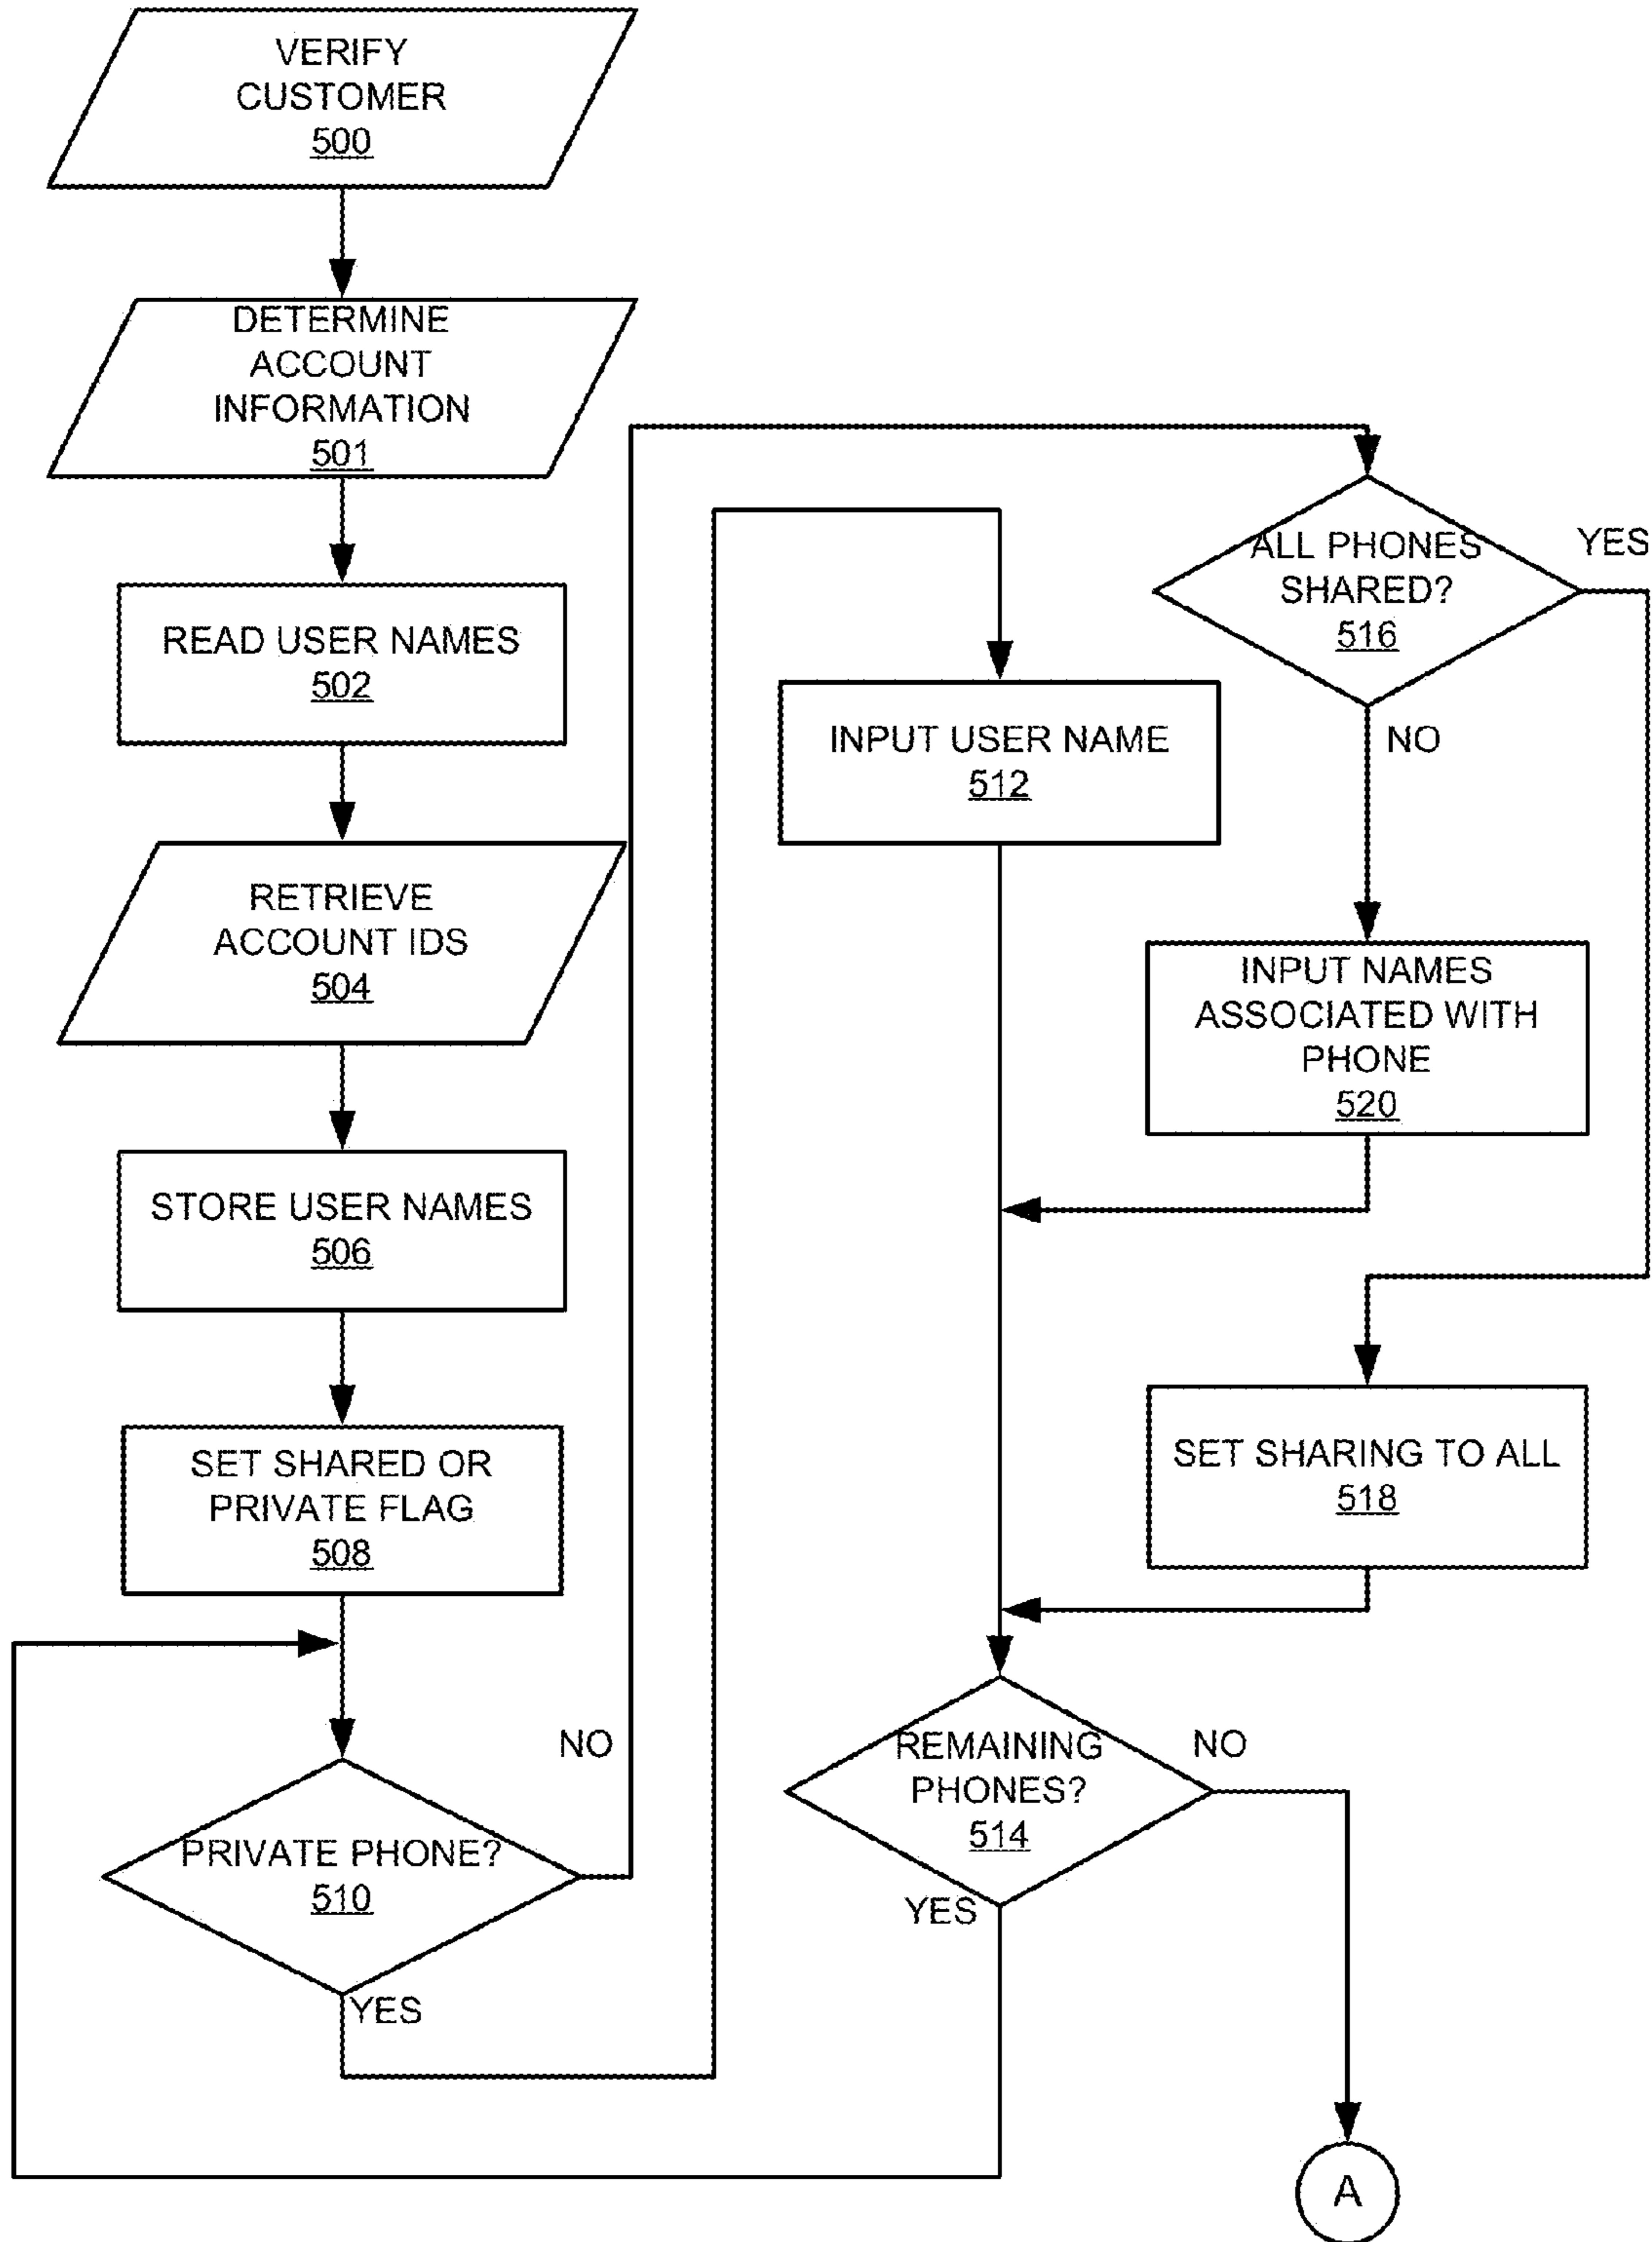 VERIFY
CUSTOMER
500
DETERMINE
ACCOUNT
INFORMATION
501
READ USER NAMES
502
RETRIEVE
ACCOUNT IDS
504
STORE USER NAMES
506
SET SHARED OR
PRIVATE FLAG
508
NO
PRIVATE PHONE?
510
YES
INPUT USER NAME
512
ALL PHONES
SHARED?
516
YES
NO
INPUT NAMES
ASSOCIATED WITH
PHONE
520
SET SHARING TO ALL
518
REMAINING
PHONES?
514
NO
YES
A